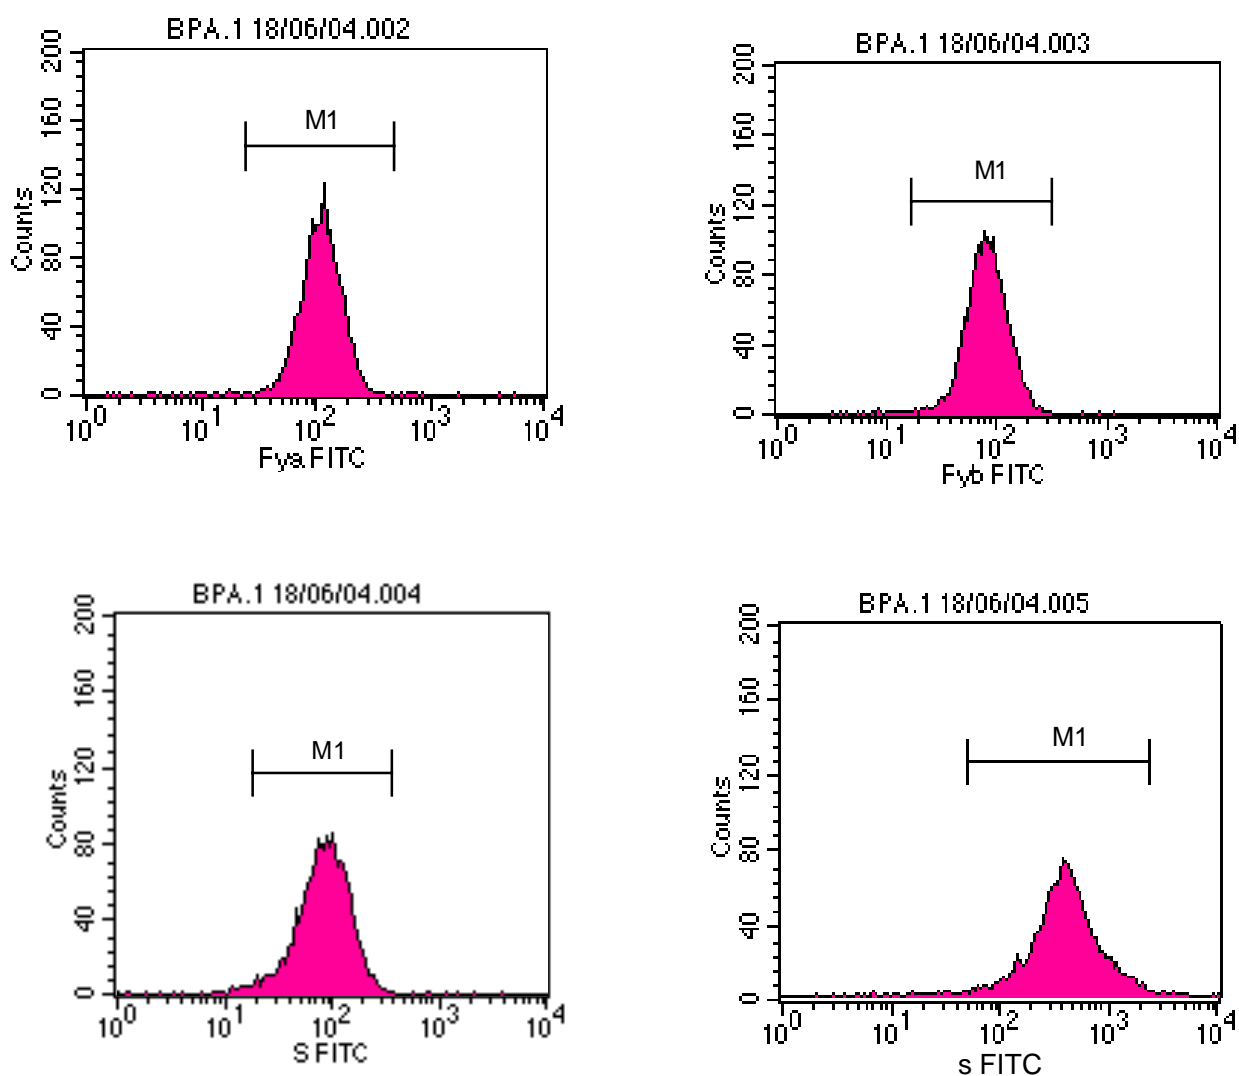 BPA.1 18/06/04.002
200
160
120
80
40
0
Counts
M1
10^0 10^1 10^2 10^3 10^4
Fya FITC
BPA.1 18/06/04.003
200
160
120
80
40
0
Counts
M1
10^0 10^1 10^2 10^3 10^4
Fyb FITC
BPA.1 18/06/04.004
200
160
120
80
40
0
Counts
M1
10^0 10^1 10^2 10^3 10^4
S FITC
BPA.1 18/06/04.005
200
160
120
80
40
0
Counts
M1
10^0 10^1 10^2 10^3 10^4
s FITC